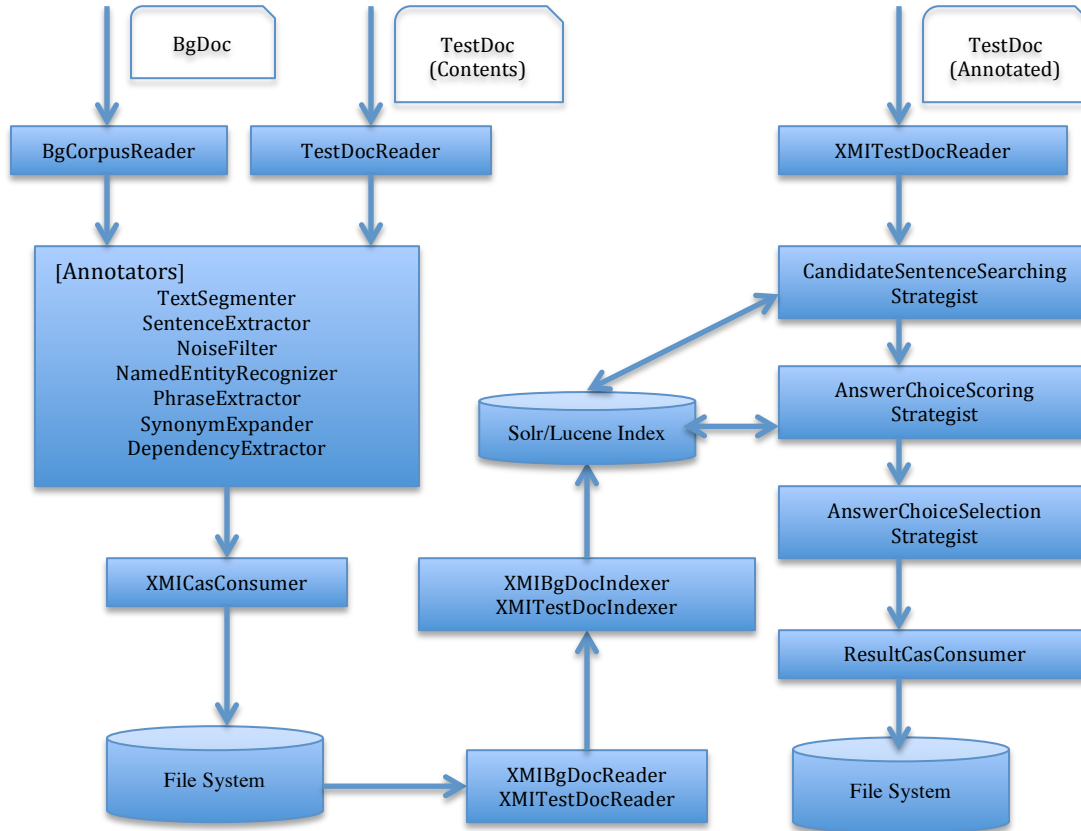 BgDoc
TestDoc
(Contents)
TestDoc
(Annotated)
BgCorpusReader
TestDocReader
XMITestDocReader
[Annotators]
TextSegmenter
SentenceExtractor
NoiseFilter
NamedEntityRecognizer
PhraseExtractor
SynonymExpander
DependencyExtractor
CandidateSentenceSearching
Strategist
AnswerChoiceScoring
Strategist
Solr/Lucene Index
AnswerChoiceSelection
Strategist
XMICasConsumer
XMIBgDocIndexer
XMITestDocIndexer
ResultCasConsumer
File System
XMIBgDocReader
XMITestDocReader
File System